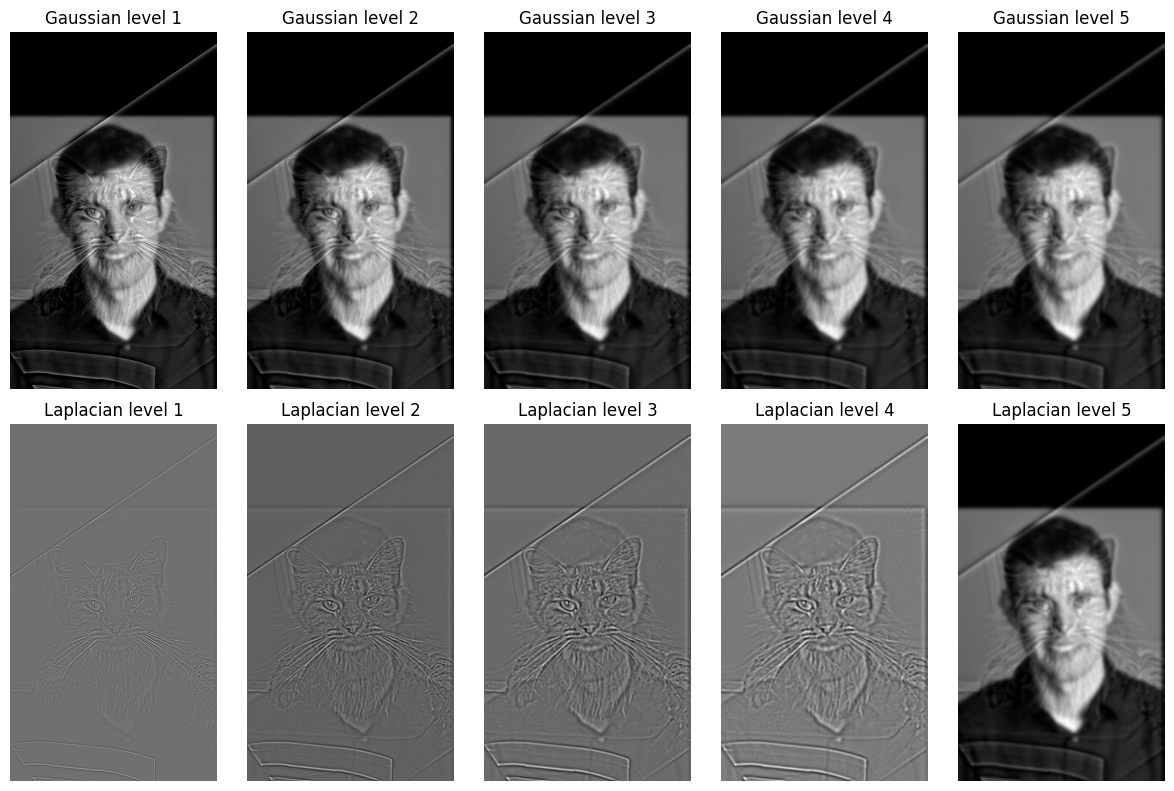 Gaussian level 1
Gaussian level 2
Gaussian level 3
Gaussian level 4
Gaussian level 5
Laplacian level 1
Laplacian level 2
Laplacian level 3
Laplacian level 4
Laplacian level 5